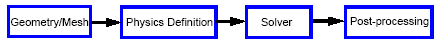 Geometry/Mesh Physics Definition Solver Post-processing